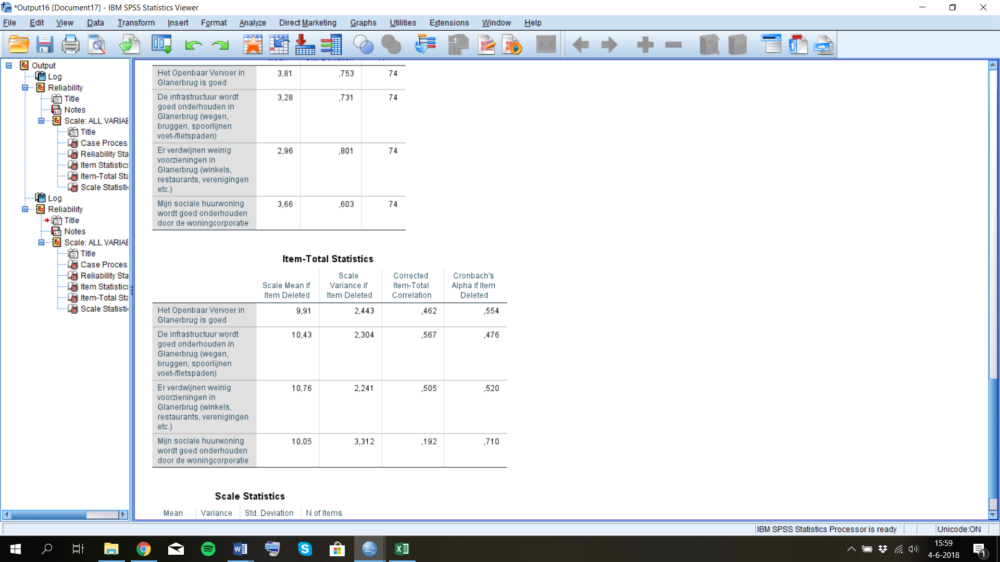 *Output16 [Document17] - IBM SPSS Statistics Viewer
File Edit View Data Transform Insert Format Analyze Direct Marketing Graphs Utilities Extensions Window Help
Output
Log
Reliability
Title
Notes
Scale: ALL VARIAB
Title
Case Proces
Reliability Sta
Item Statistics
Item-Total Sta
Scale Statisti
Log
Reliability
Title
Notes
Scale: ALL VARIAB
Title
Case Proces
Reliability Sta
Item Statistics
Item-Total Sta
Scale Statisti
Het Openbaar Vervoer in 3,81 ,753 74
Glanerbrug is goed
De infrastructuur wordt 3,28 ,731 74
goed onderhouden in
Glanerbrug (wegen,
bruggen, spoorlijnen
voet-/fietspaden)
Er verdwijnen weinig 2,96 ,801 74
voorzieningen in
Glanerbrug (winkels,
restaurants, verenigingen
etc.)
Mijn sociale huurwoning 3,66 ,603 74
wordt goed onderhouden
door de woningcorporatie
Item-Total Statistics
Scale Mean if Item Deleted
Scale Variance if Item Deleted
Corrected Item-Total Correlation
Cronbach's Alpha if Item Deleted
Het Openbaar Vervoer in 9,91 2,443 ,462 ,554
Glanerbrug is goed
De infrastructuur wordt 10,43 2,304 ,567 ,476
goed onderhouden in
Glanerbrug (wegen,
bruggen, spoorlijnen
voet-/fietspaden)
Er verdwijnen weinig 10,76 2,241 ,505 ,520
voorzieningen in
Glanerbrug (winkels,
restaurants, verenigingen
etc.)
Mijn sociale huurwoning 10,05 3,312 ,192 ,710
wordt goed onderhouden
door de woningcorporatie
Scale Statistics
Mean Variance Std. Deviation N of Items
IBM SPSS Statistics Processor is ready Unicode:ON
15:59
4-6-2018
1